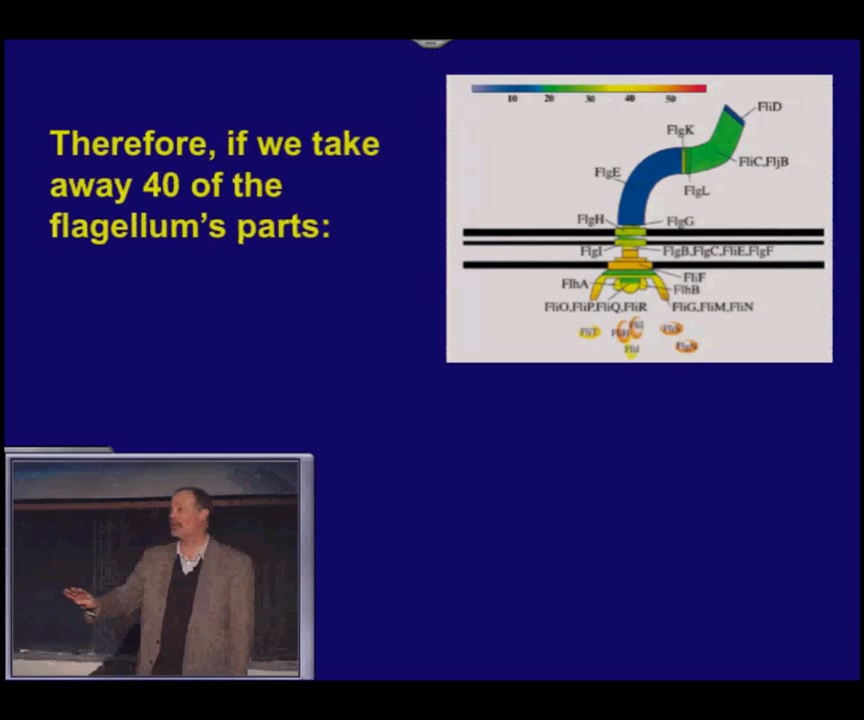 Therefore, if we take
away 40 of the
flagellum's parts:
10 20 30 40 50
FliD
FlgK
FliC,FljB
FlgE
FlgL
FlgH
FlgG
FlgI
FlgB,FlgC,FliE,FlgF
FliF
FlhA
FlhB
FliO,FliP,FliQ,FliR
FliG,FliM,FliN
FliT
FlgN